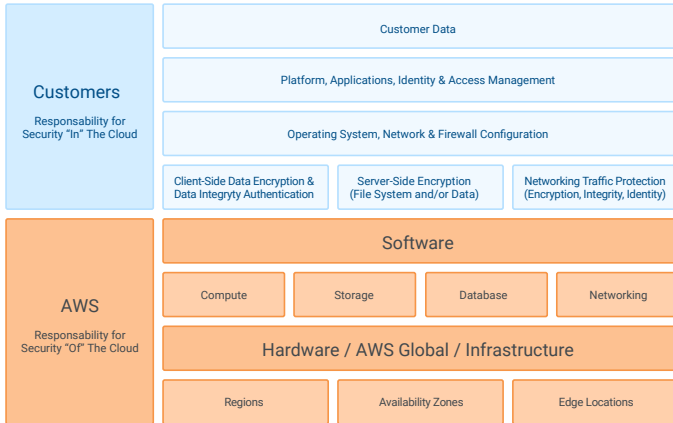 Customers
Responsability for
Security “In” The Cloud
Customer Data
Platform, Applications, Identity & Access Management
Operating System, Network & Firewall Configuration
Client-Side Data Encryption &
Data Integryty Authentication
Server-Side Encryption
(File System and/or Data)
Networking Traffic Protection
(Encryption, Integrity, Identity)
AWS
Responsability for
Security “Of” The Cloud
Software
Compute
Storage
Database
Networking
Hardware / AWS Global / Infrastructure
Regions
Availability Zones
Edge Locations